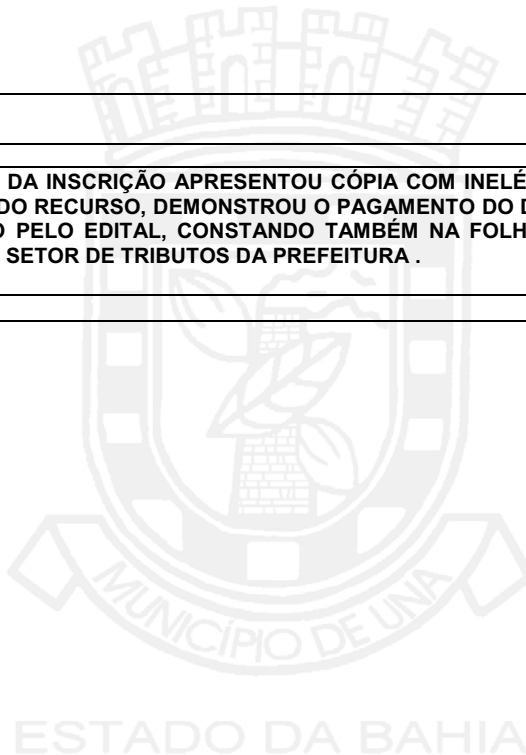 DA INSCRIÇÃO APRESENTOU CÓPIA COM INELÉ
DO RECURSO, DEMONSTROU O PAGAMENTO DO D
O PELO EDITAL, CONSTANDO TAMBÉM NA FOLH
SETOR DE TRIBUTOS DA PREFEITURA .
MUNICÍPIO DE UNA
ESTADO DA BAHIA